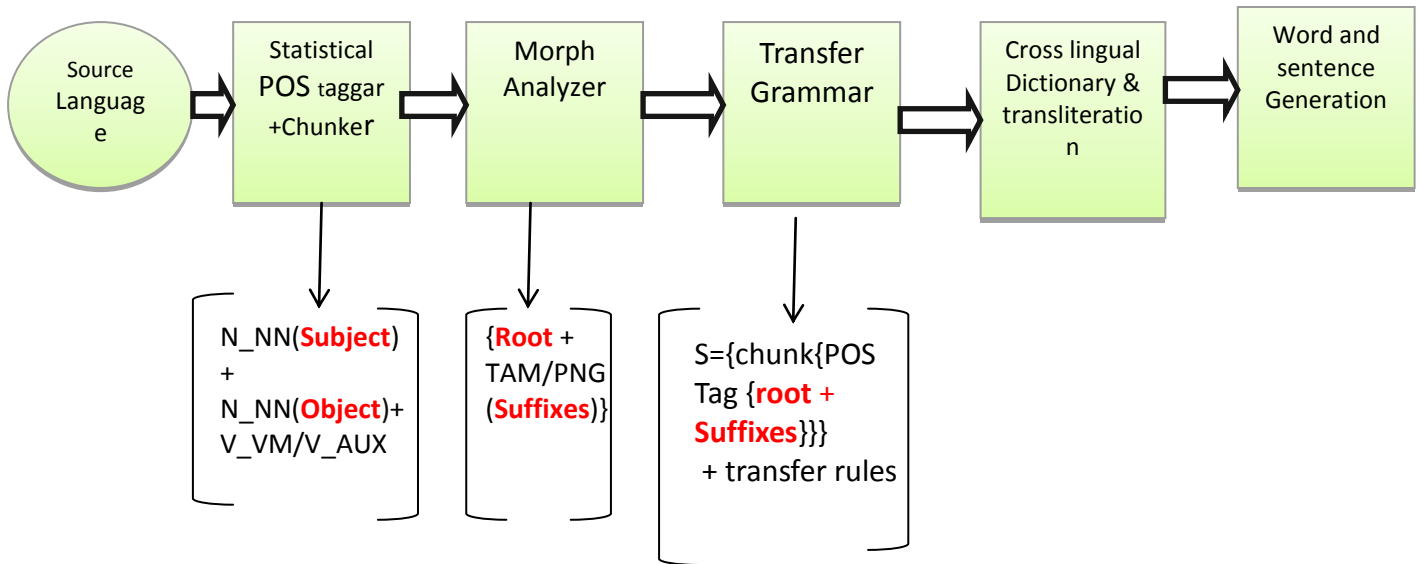 Source
Languag
e
Statistical
POS taggar
+Chunker
Morph
Analyzer
Transfer
Grammar
Cross lingual
Dictionary &
transliteratio
n
Word and
sentence
Generation
N_NN(Subject)
+
N_NN(Object)+
V_VM/V_AUX
{Root +
TAM/PNG
(Suffixes)}
S={chunk{POS
Tag {root +
Suffixes}}}
+ transfer rules